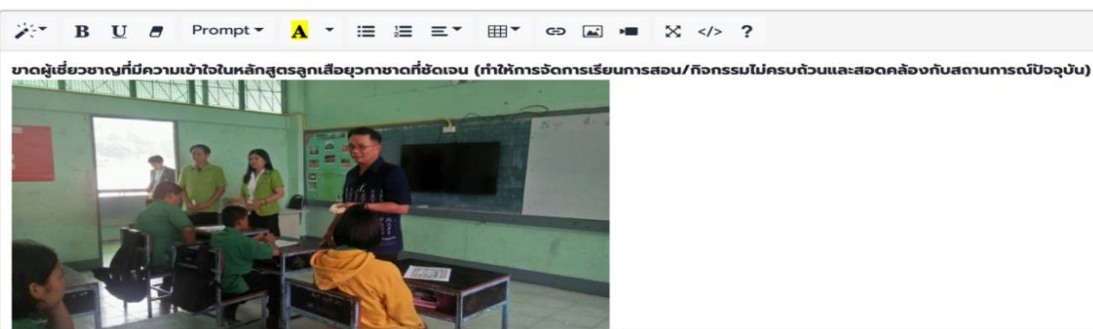 B U Prompt A </> ?
ขาดผู้เชี่ยวชาญที่มีความเข้าใจในหลักสูตรลูกเสือยุวกาชาดที่ชัดเจน (ทำให้การจัดการเรียนการสอน/กิจกรรมไม่ครบถ้วนและสอดคล้องกับสถานการณ์ปัจจุบัน)